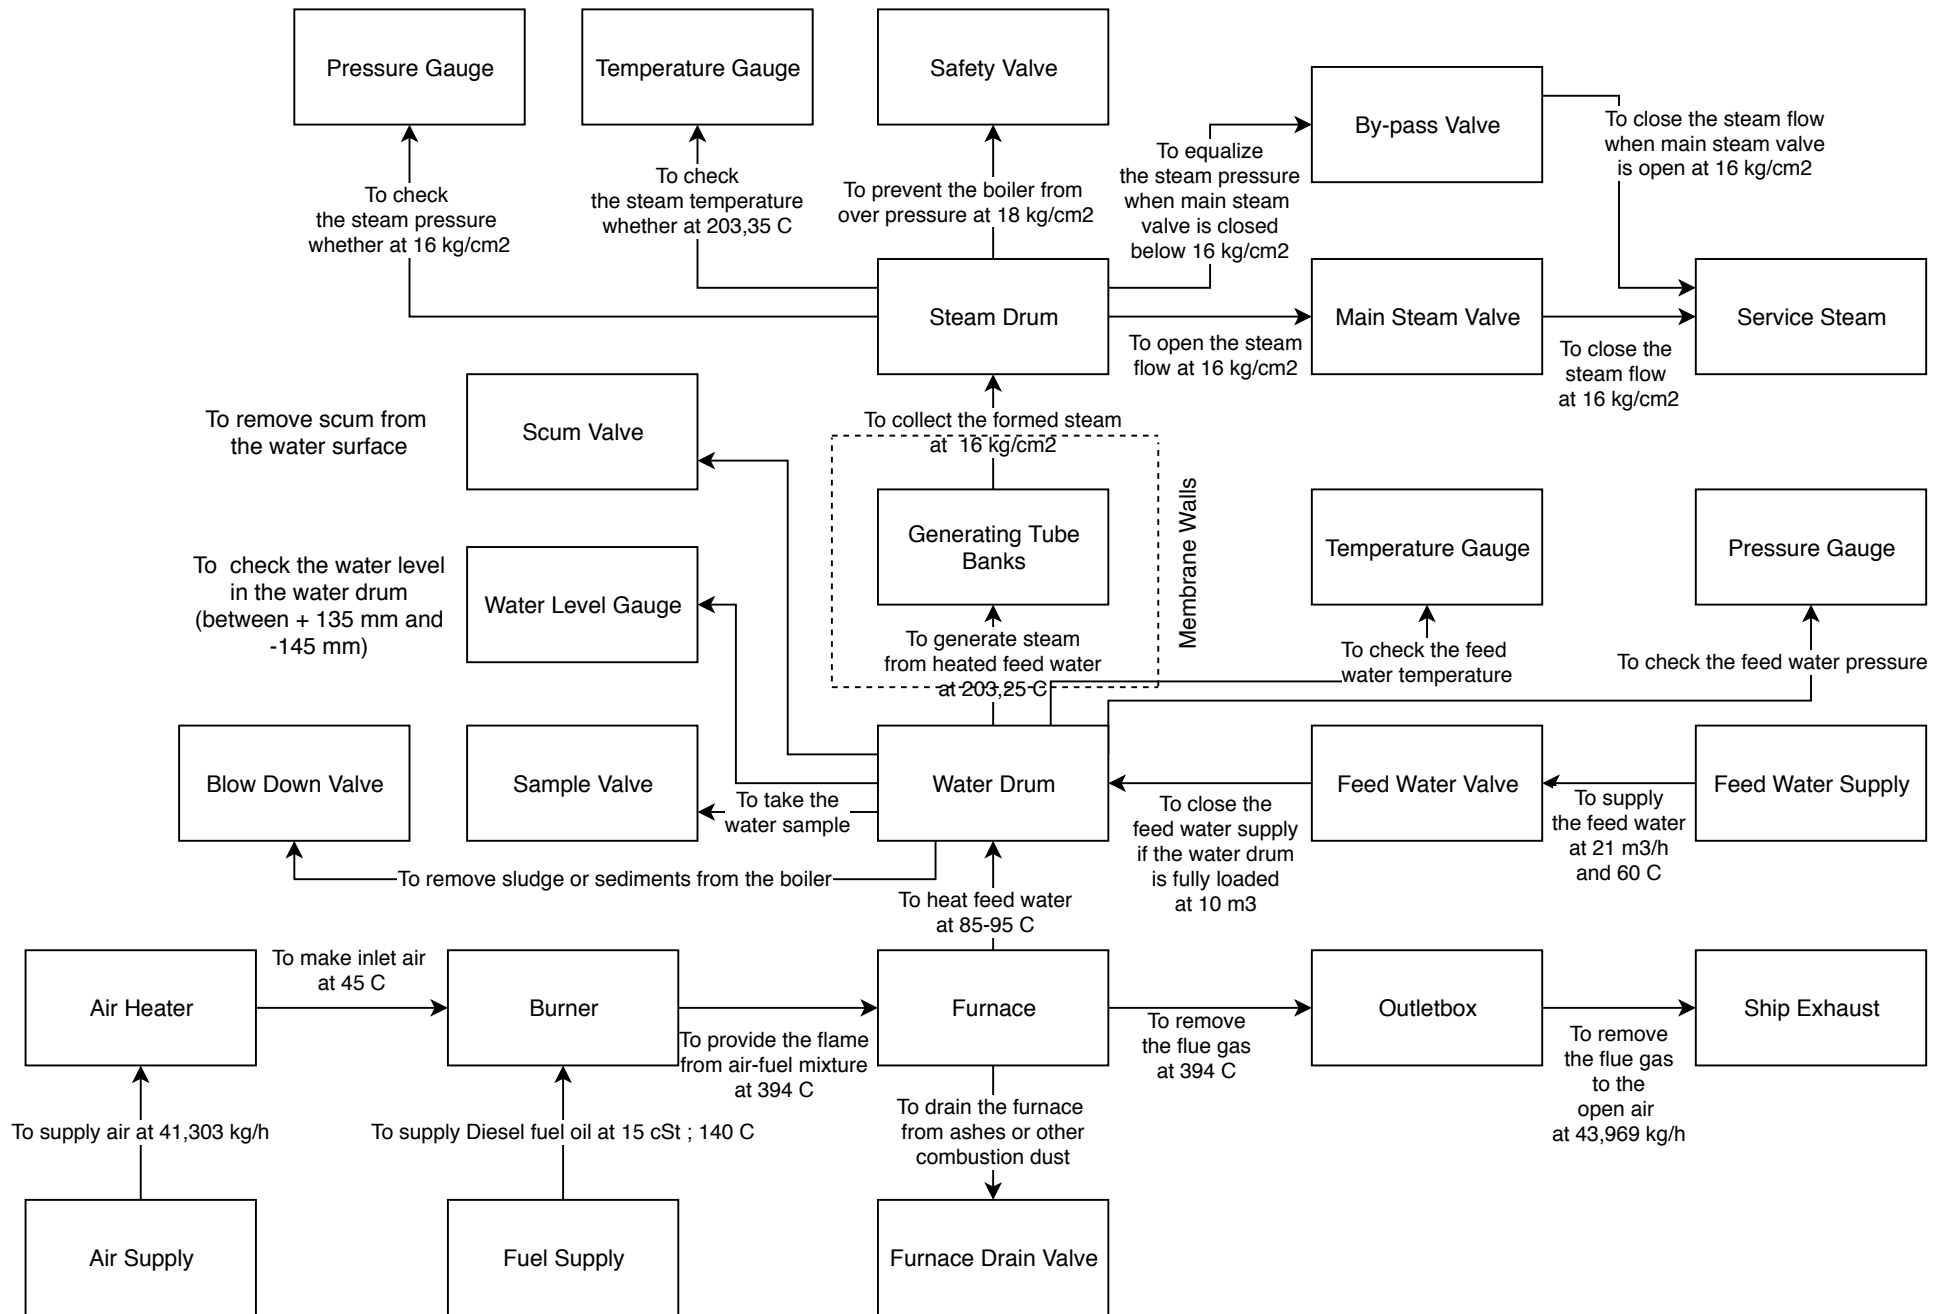 Pressure Gauge
Temperature Gauge
Safety Valve
By-pass Valve
To close the steam flow
when main steam valve
is open at 16 kg/cm2
To check
the steam pressure
whether at 16 kg/cm2
To check
the steam temperature
whether at 203,35 C
To prevent the boiler from
over pressure at 18 kg/cm2
To equalize
the steam pressure
when main steam
valve is closed
below 16 kg/cm2
Steam Drum
Main Steam Valve
Service Steam
To open the steam
flow at 16 kg/cm2
To close the
steam flow
at 16 kg/cm2
To remove scum from
the water surface
Scum Valve
To collect the formed steam
at 16 kg/cm2
Generating Tube
Banks
Membrane Walls
Temperature Gauge
Pressure Gauge
To check the water level
in the water drum
(between + 135 mm and
-145 mm)
Water Level Gauge
To generate steam
from heated feed water
at 203,25 C
To check the feed
water temperature
To check the feed water pressure
Blow Down Valve
Sample Valve
To take the
water sample
Water Drum
Feed Water Valve
Feed Water Supply
To close the
feed water supply
if the water drum
is fully loaded
at 10 m3
To supply
the feed water
at 21 m3/h
and 60 C
To remove sludge or sediments from the boiler
To heat feed water
at 85-95 C
Air Heater
To make inlet air
at 45 C
Burner
To provide the flame
from air-fuel mixture
at 394 C
Furnace
To remove
the flue gas
at 394 C
Outletbox
To remove
the flue gas
to the
open air
at 43,969 kg/h
Ship Exhaust
To supply air at 41,303 kg/h
To supply Diesel fuel oil at 15 cSt ; 140 C
To drain the furnace
from ashes or other
combustion dust
Air Supply
Fuel Supply
Furnace Drain Valve